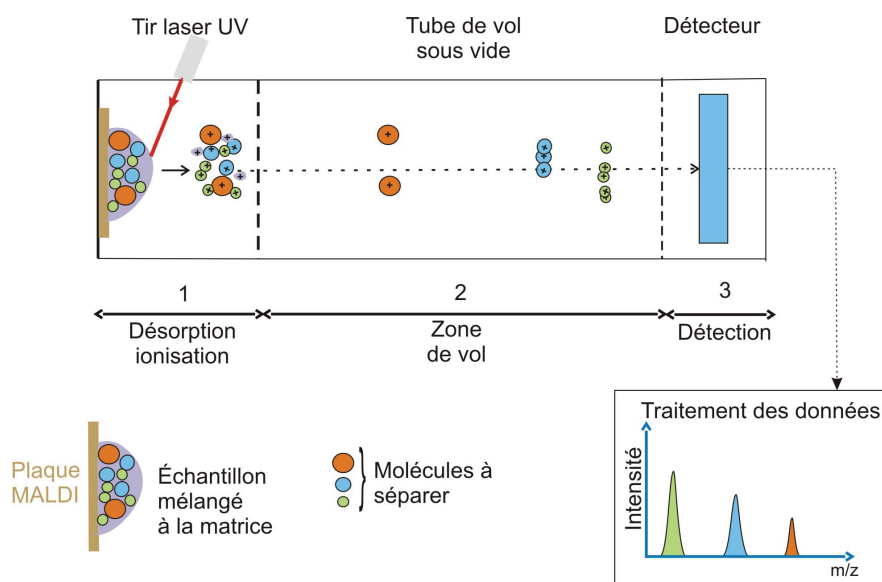 Tir laser UV
Tube de vol
sous vide
Détecteur
1
2
3
Désorption
ionisation
Zone
de vol
Détection
Plaque
MALDI
Échantillon
mélangé
à la matrice
Molécules à
séparer
Traitement des données
Intensité
m/z